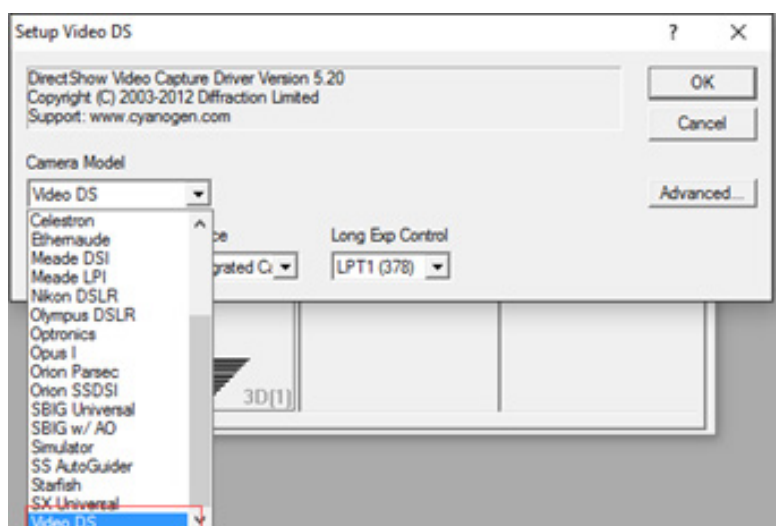 Setup Video DS
?
DirectShow Video Capture Driver Version 5.20
Copyright (C) 2003-2012 Diffraction Limited
Support: www.cyanogen.com
OK
Cancel
Camera Model
Video DS
Advanced...
Celestron
Ethernaude
Meade DSI
Meade LPI
Nikon DSLR
Olympus DSLR
Optronics
Opus I
Orion Parsec
Orion SSDSI
SBIG Universal
SBIG w/ AO
Simulator
SS AutoGuider
Starfish
SX Universal
Video DS
Long Exp Control
LPT1 (378)
3D[1]